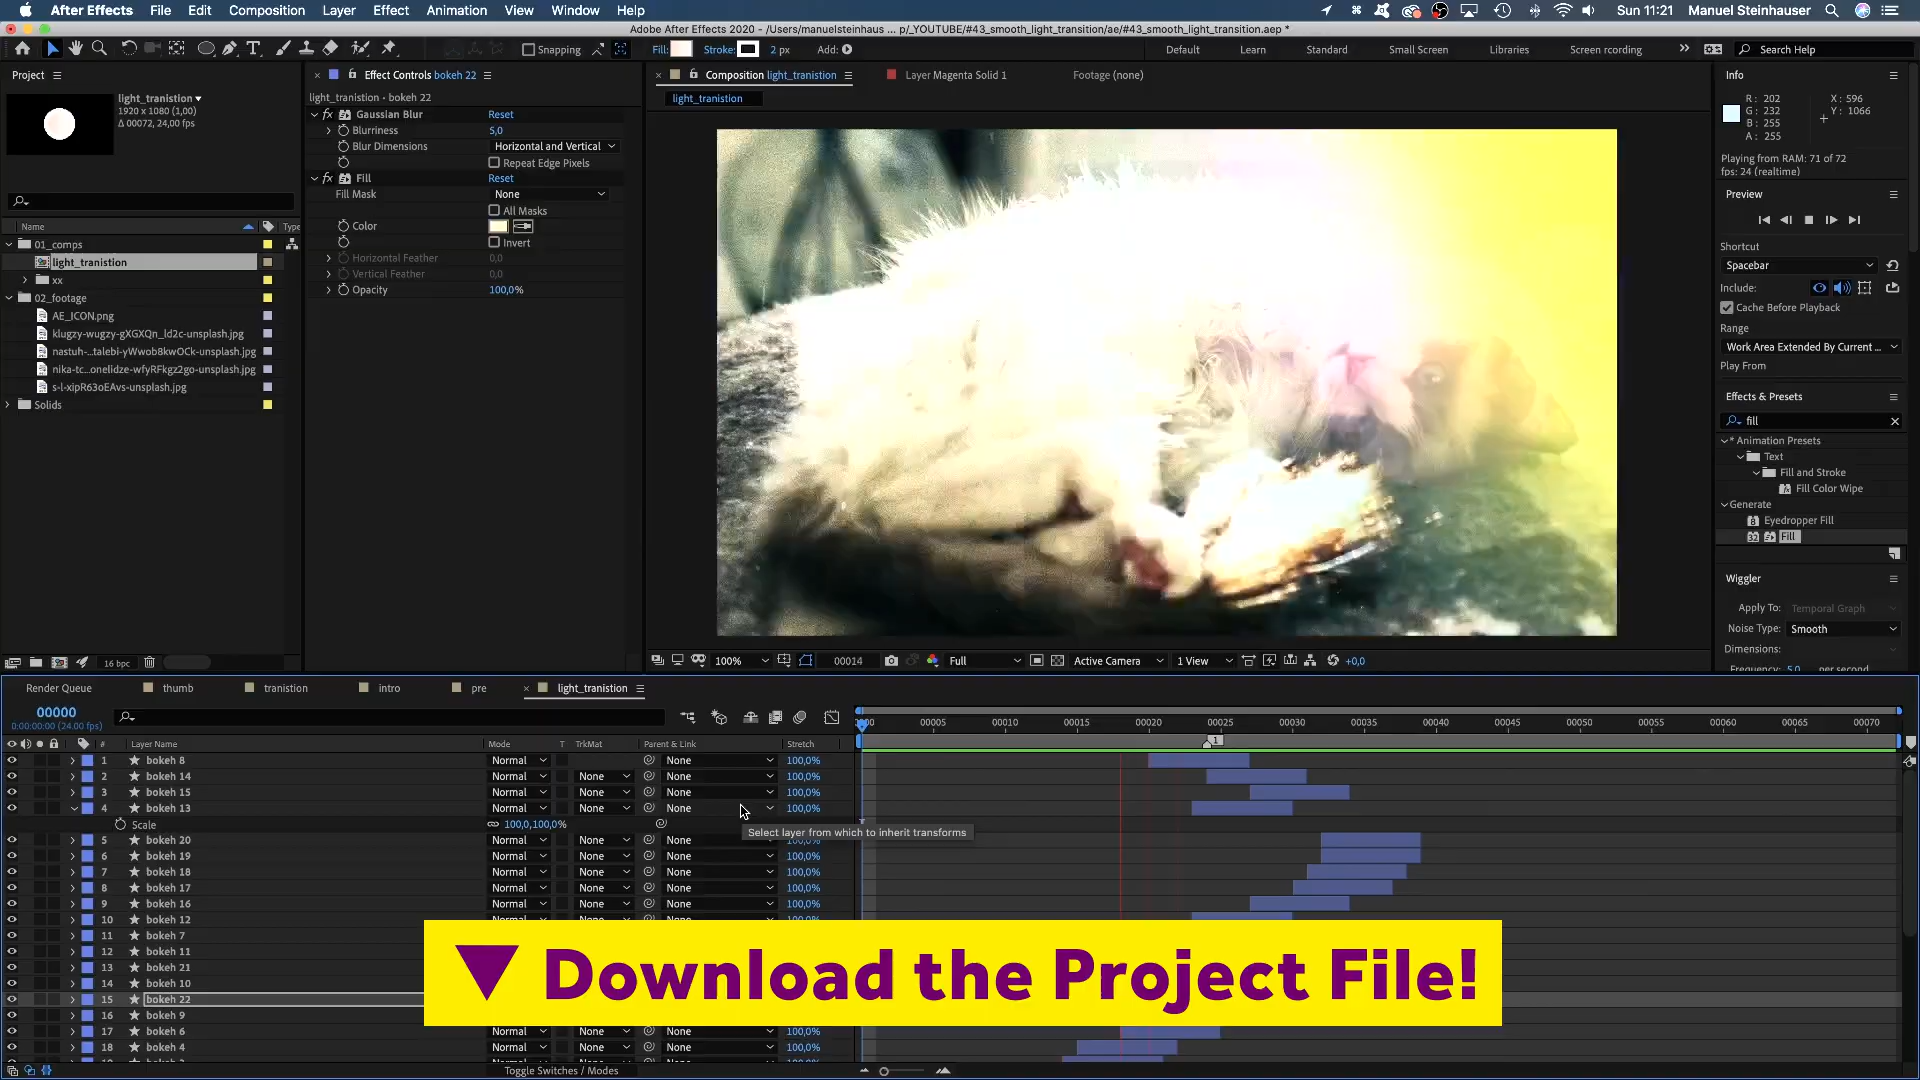 After Effects File Edit Composition Layer Effect Animation View Window Help
Sun 11:21 Manuel Steinhauser
Adobe After Effects 2020 - /Users/manuelsteinhaus ... p/_YOUTUBE/#43_smooth_light_transition/ae/#43_smooth_light_transition.aep *
Snapping Fill: Stroke: 2 px Add: Default Learn Standard Small Screen Libraries Screen rcording Search Help
Project
light_tranistion
1920 x 1080 (1,00)
Δ 00072, 24,00 fps
Name Type
01_comps
light_tranistion
xx
02_footage
AE_ICON.png
klugzy-wugzy-gXGXQn_ld2c-unsplash.jpg
nastuh-...talebi-yWwob8kwOCk-unsplash.jpg
nika-tc...onelidze-wfyRFkgz2go-unsplash.jpg
s-l-xipR63oEAvs-unsplash.jpg
Solids
16 bpc
Effect Controls bokeh 22
light_tranistion • bokeh 22
fx Gaussian Blur Reset
Blurriness 5,0
Blur Dimensions Horizontal and Vertical
Repeat Edge Pixels
fx Fill Reset
Fill Mask None
All Masks
Color
Invert
Horizontal Feather 0,0
Vertical Feather 0,0
Opacity 100,0%
Composition light_tranistion Layer Magenta Solid 1 Footage (none)
light_tranistion
100% 00014 Full Active Camera 1 View +0,0
Info
R: 202 X: 596
G: 232 Y: 1066
B: 255
A: 255
Playing from RAM: 71 of 72
fps: 24 (realtime)
Preview
Shortcut
Spacebar
Include:
Cache Before Playback
Range
Work Area Extended By Current ...
Play From
Effects & Presets
fill
* Animation Presets
Text
Fill and Stroke
Fill Color Wipe
Generate
Eyedropper Fill
Fill
Wiggler
Apply To: Temporal Graph
Noise Type: Smooth
Dimensions:
Frequency 5,0 per second
Render Queue thumb transtion intro pre light_tranistion
00000
0:00:00:00 (24.00 fps)
00005 00010 00015 00020 00025 00030 00035 00040 00045 00050 00055 00060 00065 00070
# Layer Name Mode T TrkMat Parent & Link Stretch
1
1 bokeh 8 Normal None 100,0%
2 bokeh 14 Normal None None 100,0%
3 bokeh 15 Normal None None 100,0%
4 bokeh 13 Normal None None 100,0%
Scale 100,0,100,0%
Select layer from which to inherit transforms
5 bokeh 20 Normal None None 100,0%
6 bokeh 19 Normal None None 100,0%
7 bokeh 18 Normal None None 100,0%
8 bokeh 17 Normal None None 100,0%
9 bokeh 16 Normal None None 100,0%
10 bokeh 12
11 bokeh 7
12 bokeh 11
13 bokeh 21
14 bokeh 10
15 bokeh 22
16 bokeh 9
17 bokeh 6 Normal None None 100,0%
18 bokeh 4 Normal None None 100,0%
Toggle Switches / Modes
▼ Download the Project File!